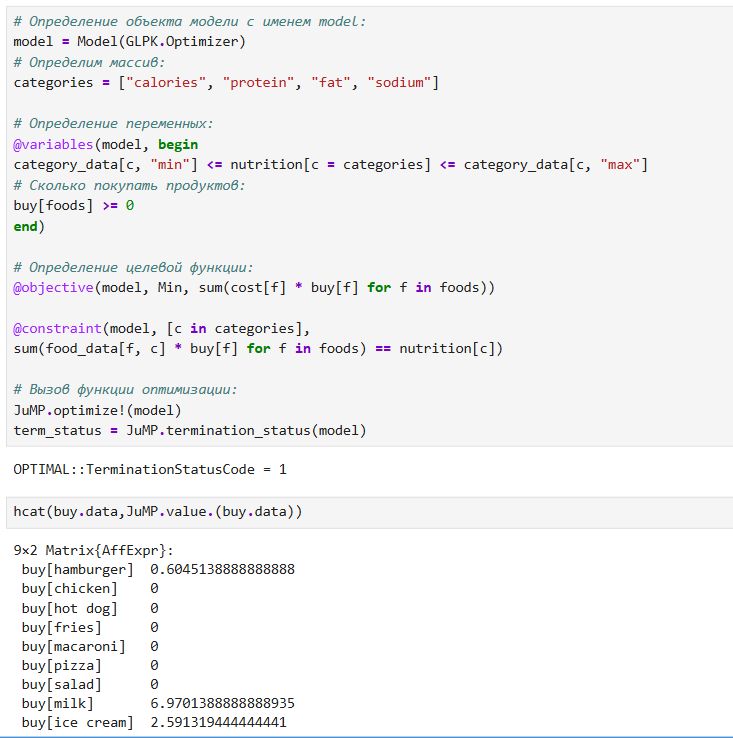 # Определение объекта модели с именем model:
model = Model(GLPK.Optimizer)
# Определим массив:
categories = ["calories", "protein", "fat", "sodium"]
# Определение переменных:
@variables(model, begin
category_data[c, "min"] <= nutrition[c = categories] <= category_data[c, "max"]
# Сколько покупать продуктов:
buy[foods] >= 0
end)
# Определение целевой функции:
@objective(model, Min, sum(cost[f] * buy[f] for f in foods))
@constraint(model, [c in categories],
sum(food_data[f, c] * buy[f] for f in foods) == nutrition[c])
# Вызов функции оптимизации:
JuMP.optimize!(model)
term_status = JuMP.termination_status(model)
OPTIMAL::TerminationStatusCode = 1
hcat(buy.data,JuMP.value.(buy.data))
9×2 Matrix{AffExpr}:
buy[hamburger] 0.6045138888888888
buy[chicken] 0
buy[hot dog] 0
buy[fries] 0
buy[macaroni] 0
buy[pizza] 0
buy[salad] 0
buy[milk] 6.9701388888888935
buy[ice cream] 2.591319444444441